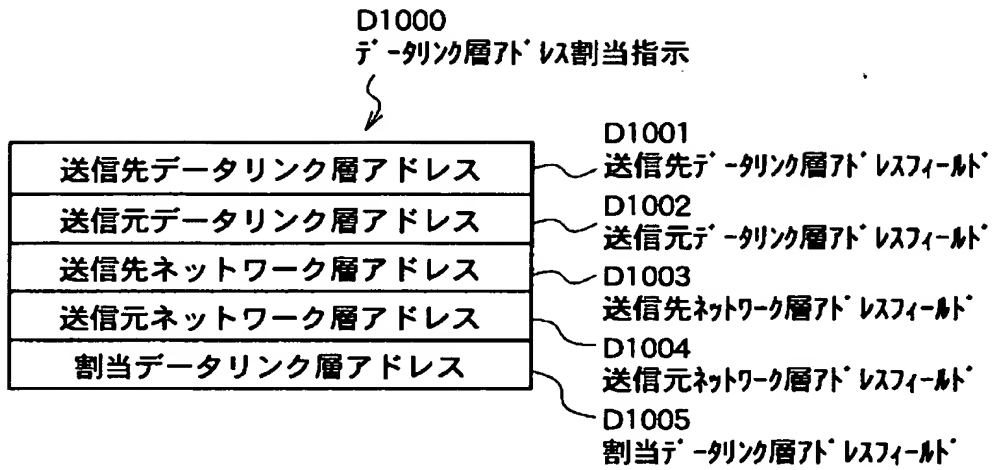 D1000
ﾃﾞｰﾀﾘﾝｸ層ｱﾄﾞﾚｽ割当指示
送信先データリンク層アドレス
D1001
送信先ﾃﾞｰﾀﾘﾝｸ層ｱﾄﾞﾚｽﾌｨｰﾙﾄﾞ
送信元データリンク層アドレス
D1002
送信元ﾃﾞｰﾀﾘﾝｸ層ｱﾄﾞﾚｽﾌｨｰﾙﾄﾞ
送信先ネットワーク層アドレス
D1003
送信先ﾈｯﾄﾜｰｸ層ｱﾄﾞﾚｽﾌｨｰﾙﾄﾞ
送信元ネットワーク層アドレス
D1004
送信元ﾈｯﾄﾜｰｸ層ｱﾄﾞﾚｽﾌｨｰﾙﾄﾞ
割当データリンク層アドレス
D1005
割当ﾃﾞｰﾀﾘﾝｸ層ｱﾄﾞﾚｽﾌｨｰﾙﾄﾞ